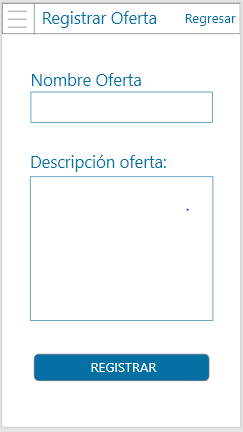 Registrar Oferta
Regresar
Nombre Oferta
Descripción oferta:
REGISTRAR